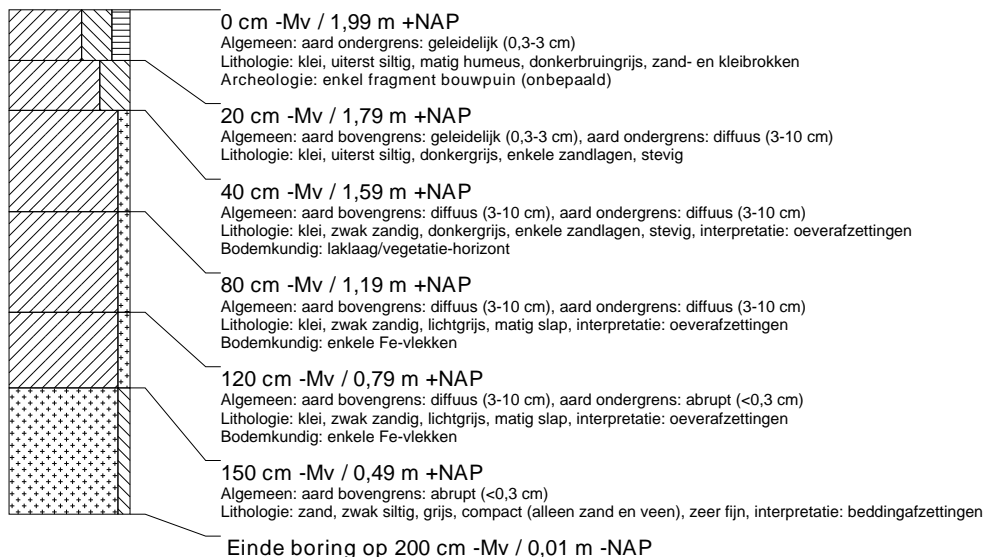 0 cm -Mv / 1,99 m +NAP
Algemeen: aard ondergrens: geleidelijk (0,3-3 cm)
Lithologie: klei, uiterst siltig, matig humeus, donkerbruingrijs, zand- en kleibrokken
Archeologie: enkel fragment bouwpuin (onbepaald)
20 cm -Mv / 1,79 m +NAP
Algemeen: aard bovengrens: geleidelijk (0,3-3 cm), aard ondergrens: diffuus (3-10 cm)
Lithologie: klei, uiterst siltig, donkergrijs, enkele zandlagen, stevig
40 cm -Mv / 1,59 m +NAP
Algemeen: aard bovengrens: diffuus (3-10 cm), aard ondergrens: diffuus (3-10 cm)
Lithologie: klei, zwak zandig, donkergrijs, enkele zandlagen, stevig, interpretatie: oeverafzettingen
Bodemkundig: laklaag/vegetatie-horizont
80 cm -Mv / 1,19 m +NAP
Algemeen: aard bovengrens: diffuus (3-10 cm), aard ondergrens: diffuus (3-10 cm)
Lithologie: klei, zwak zandig, lichtgrijs, matig slap, interpretatie: oeverafzettingen
Bodemkundig: enkele Fe-vlekken
120 cm -Mv / 0,79 m +NAP
Algemeen: aard bovengrens: diffuus (3-10 cm), aard ondergrens: abrupt (<0,3 cm)
Lithologie: klei, zwak zandig, lichtgrijs, matig slap, interpretatie: oeverafzettingen
Bodemkundig: enkele Fe-vlekken
150 cm -Mv / 0,49 m +NAP
Algemeen: aard bovengrens: abrupt (<0,3 cm)
Lithologie: zand, zwak siltig, grijs, compact (alleen zand en veen), zeer fijn, interpretatie: beddingafzettingen
Einde boring op 200 cm -Mv / 0,01 m -NAP